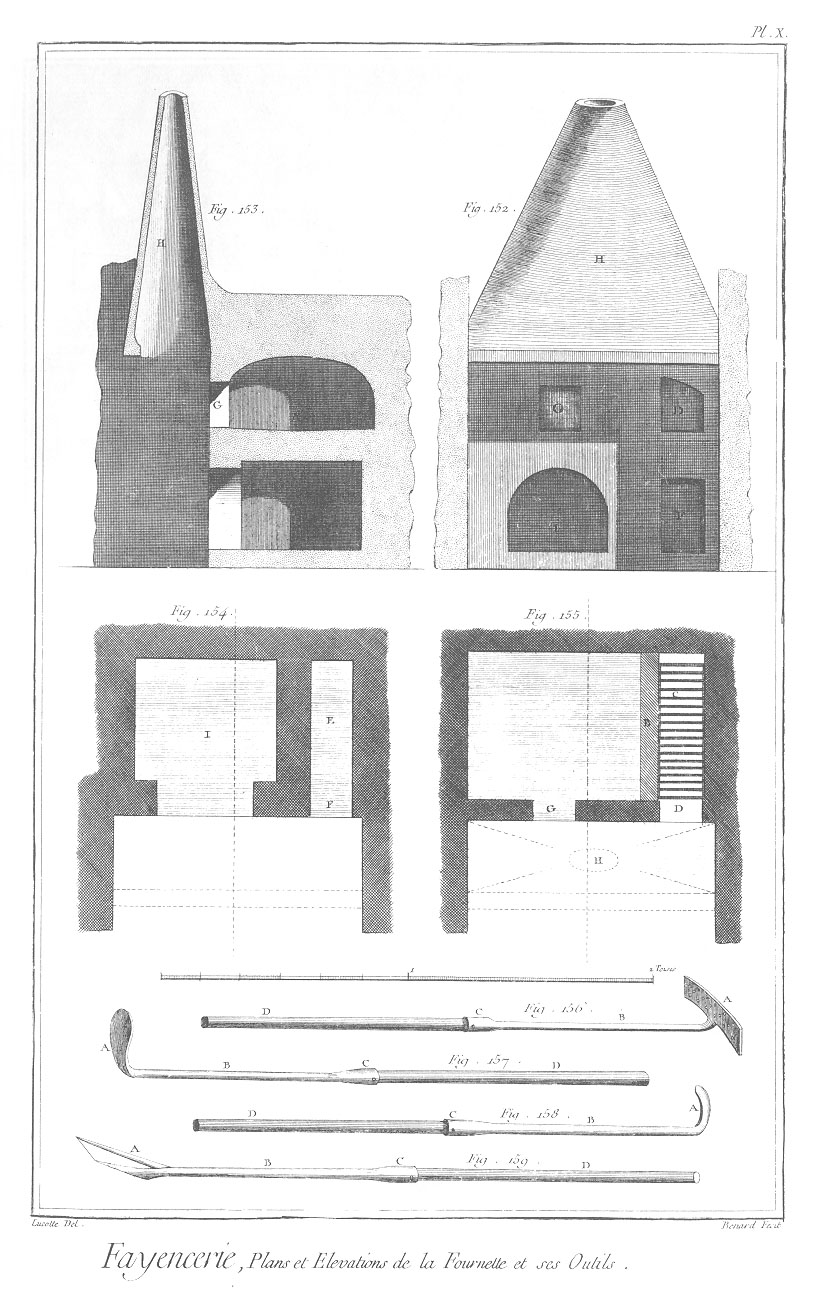 Pl. X.
Fig. 153.
Fig. 152.
H
H
G
G
D
I
Fig. 154.
Fig. 155.
I
E
F
B
C
G
D
H
1
2 Toises
D
C
Fig. 156.
B
A
A
B
C
Fig. 157.
D
D
C
Fig. 158.
B
A
A
B
C
Fig. 159.
D
Lucotte Del.
Benard Fecit
Fayencerie, Plans et Elevations de la Fournette et ses Outils.